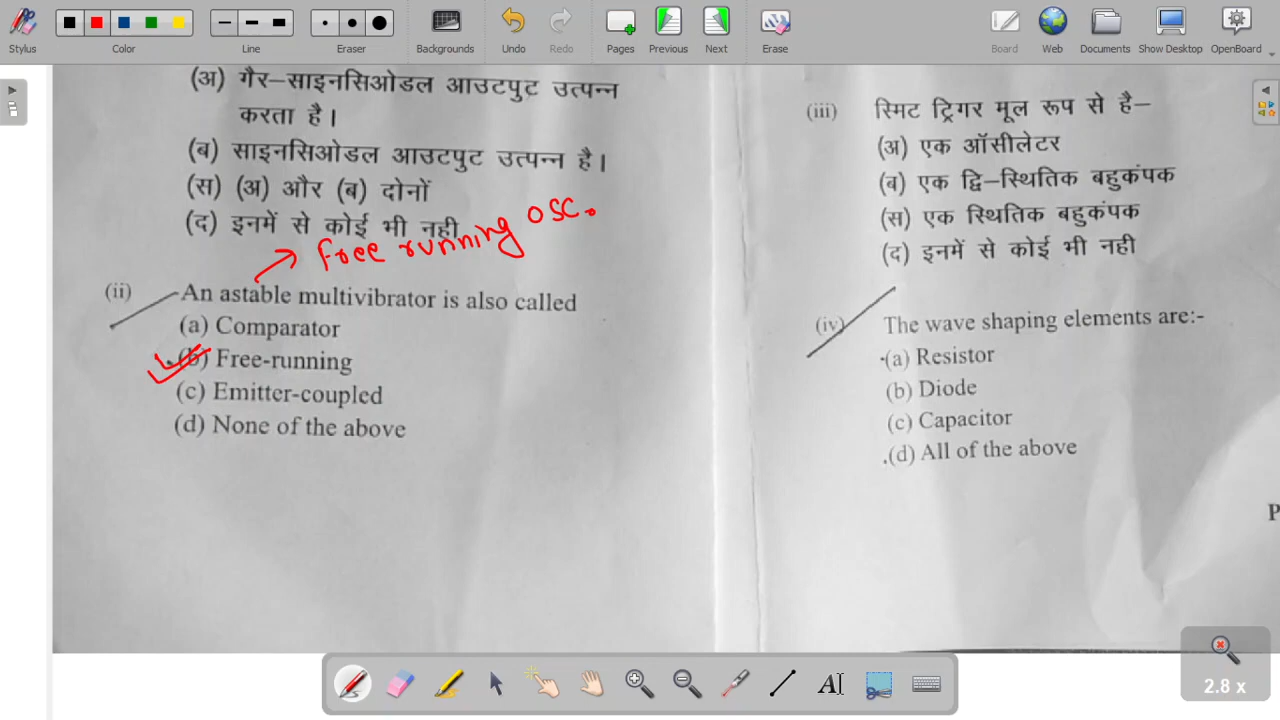 Stylus
Color
Line
Eraser
Backgrounds
Undo
Redo
Pages
Previous
Next
Erase
Board
Web
Documents
Show Desktop
OpenBoard
(अ) गैर–साइनसिओडल आउटपुट उत्पन्न
करता है।
(ब) साइनसिओडल आउटपुट उत्पन्न है।
(स) (अ) और (ब) दोनों
(द) इनमें से कोई भी नही
free running osc.
(ii) An astable multivibrator is also called
(a) Comparator
(b) Free-running
(c) Emitter-coupled
(d) None of the above
(iii) स्मिट ट्रिगर मूल रूप से है–
(अ) एक ऑसीलेटर
(ब) एक द्वि–स्थितिक बहुकंपक
(स) एक स्थितिक बहुकंपक
(द) इनमें से कोई भी नही
(iv) The wave shaping elements are:-
(a) Resistor
(b) Diode
(c) Capacitor
(d) All of the above
P
2.8 x